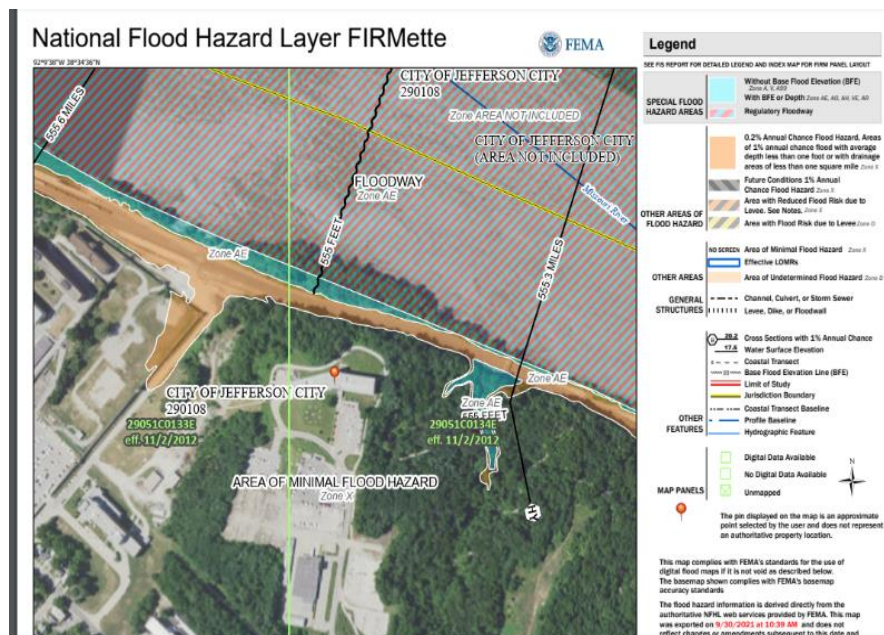 National Flood Hazard Layer FIRMette
FEMA
92°9'38"W 38°34'36"N
CITY OF JEFFERSON CITY
290108
Zone AREA NOT INCLUDED
CITY OF JEFFERSON CITY
(AREA NOT INCLUDED)
555.6 MILES
FLOODWAY
Zone AE
Missouri River
555 FEET
555.3 MILES
Zone AE
Zone AE
CITY OF JEFFERSON CITY
290108
Zone AE
29051C0133E
eff. 11/2/2012
29051C0134E
eff. 11/2/2012
AREA OF MINIMAL FLOOD HAZARD
Zone X
HY
Legend
SEE FIS REPORT FOR DETAILED LEGEND AND INDEX MAP FOR FIRM PANEL LAYOUT
SPECIAL FLOOD
HAZARD AREAS
Without Base Flood Elevation (BFE)
Zone A, V, A99
With BFE or Depth Zone AE, AO, AH, VE, AR
Regulatory Floodway
OTHER AREAS OF
FLOOD HAZARD
0.2% Annual Chance Flood Hazard, Areas
of 1% annual chance flood with average
depth less than one foot or with drainage
areas of less than one square mile Zone X
Future Conditions 1% Annual
Chance Flood Hazard Zone X
Area with Reduced Flood Risk due to
Levee. See Notes. Zone X
Area with Flood Risk due to Levee Zone D
OTHER AREAS
NO SCREEN Area of Minimal Flood Hazard Zone X
Effective LOMRs
Area of Undetermined Flood Hazard Zone D
GENERAL
STRUCTURES
Channel, Culvert, or Storm Sewer
Levee, Dike, or Floodwall
OTHER
FEATURES
20.2 Cross Sections with 1% Annual Chance
17.5 Water Surface Elevation
Coastal Transect
Base Flood Elevation Line (BFE)
Limit of Study
Jurisdiction Boundary
Coastal Transect Baseline
Profile Baseline
Hydrographic Feature
MAP PANELS
Digital Data Available
No Digital Data Available
Unmapped
N
The pin displayed on the map is an approximate
point selected by the user and does not represent
an authoritative property location.
This map complies with FEMA's standards for the use of
digital flood maps if it is not void as described below.
The basemap shown complies with FEMA's basemap
accuracy standards
The flood hazard information is derived directly from the
authoritative NFHL web services provided by FEMA. This map
was exported on 9/30/2021 at 10:39 AM and does not
reflect changes or amendments subsequent to this date and